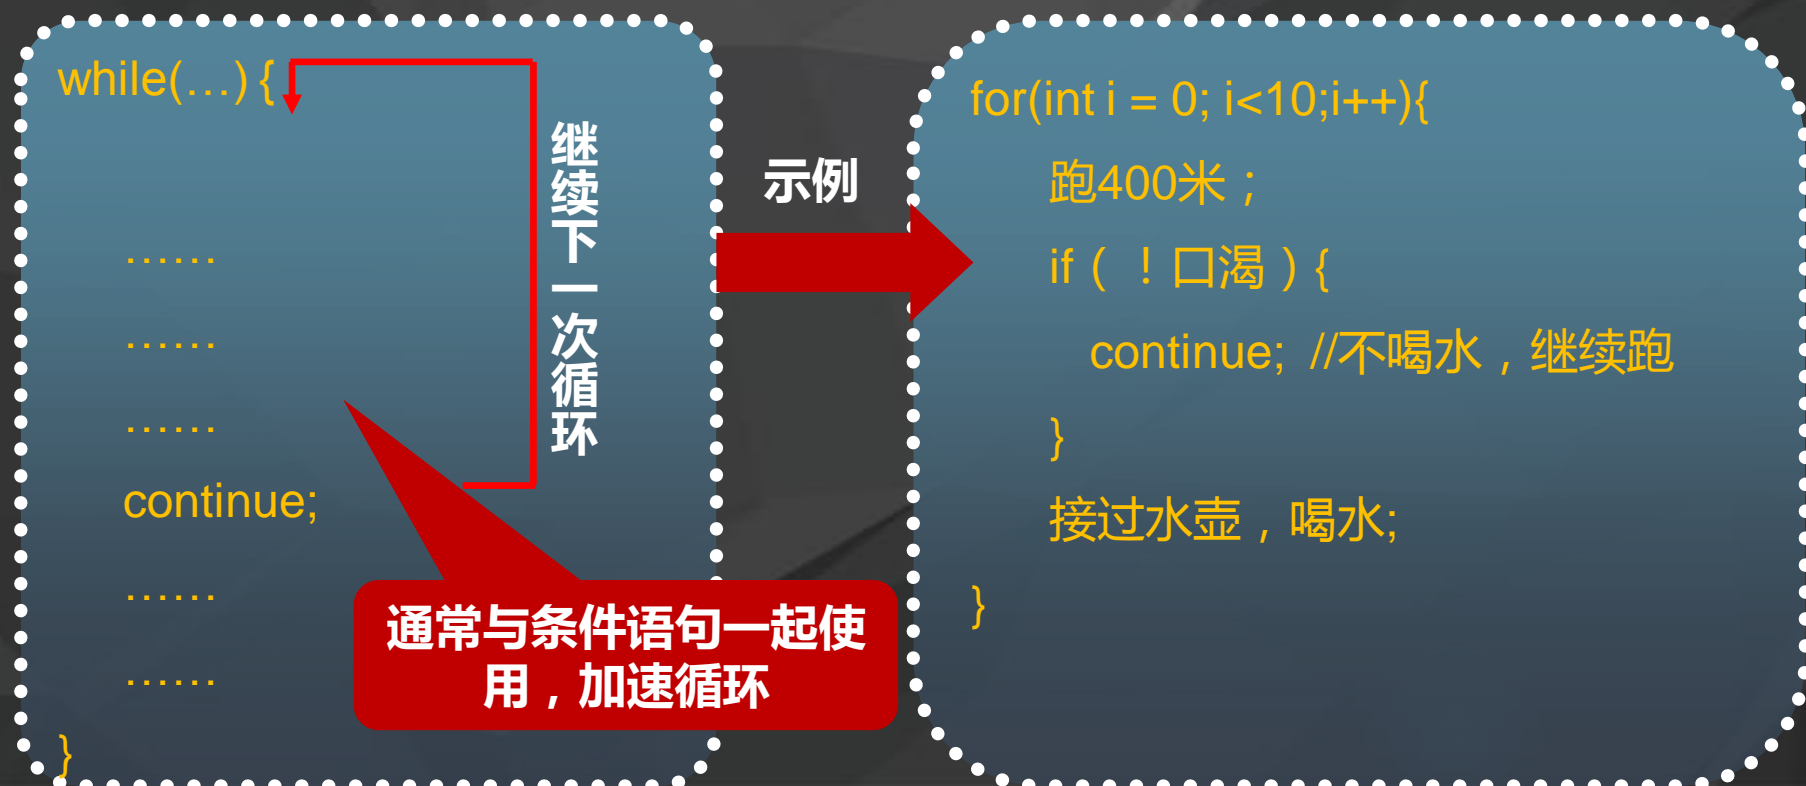 while(…) {
……
……
……
continue;
……
……
}
继续下一次循环
通常与条件语句一起使
用，加速循环
示例
for(int i = 0; i<10;i++){
跑400米；
if（ ！口渴）{
continue; //不喝水，继续跑
}
接过水壶，喝水;
}